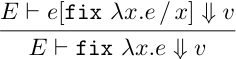 E ⊢ e[fix λx.e / x] ⇓ v
E ⊢ fix λx.e ⇓ v